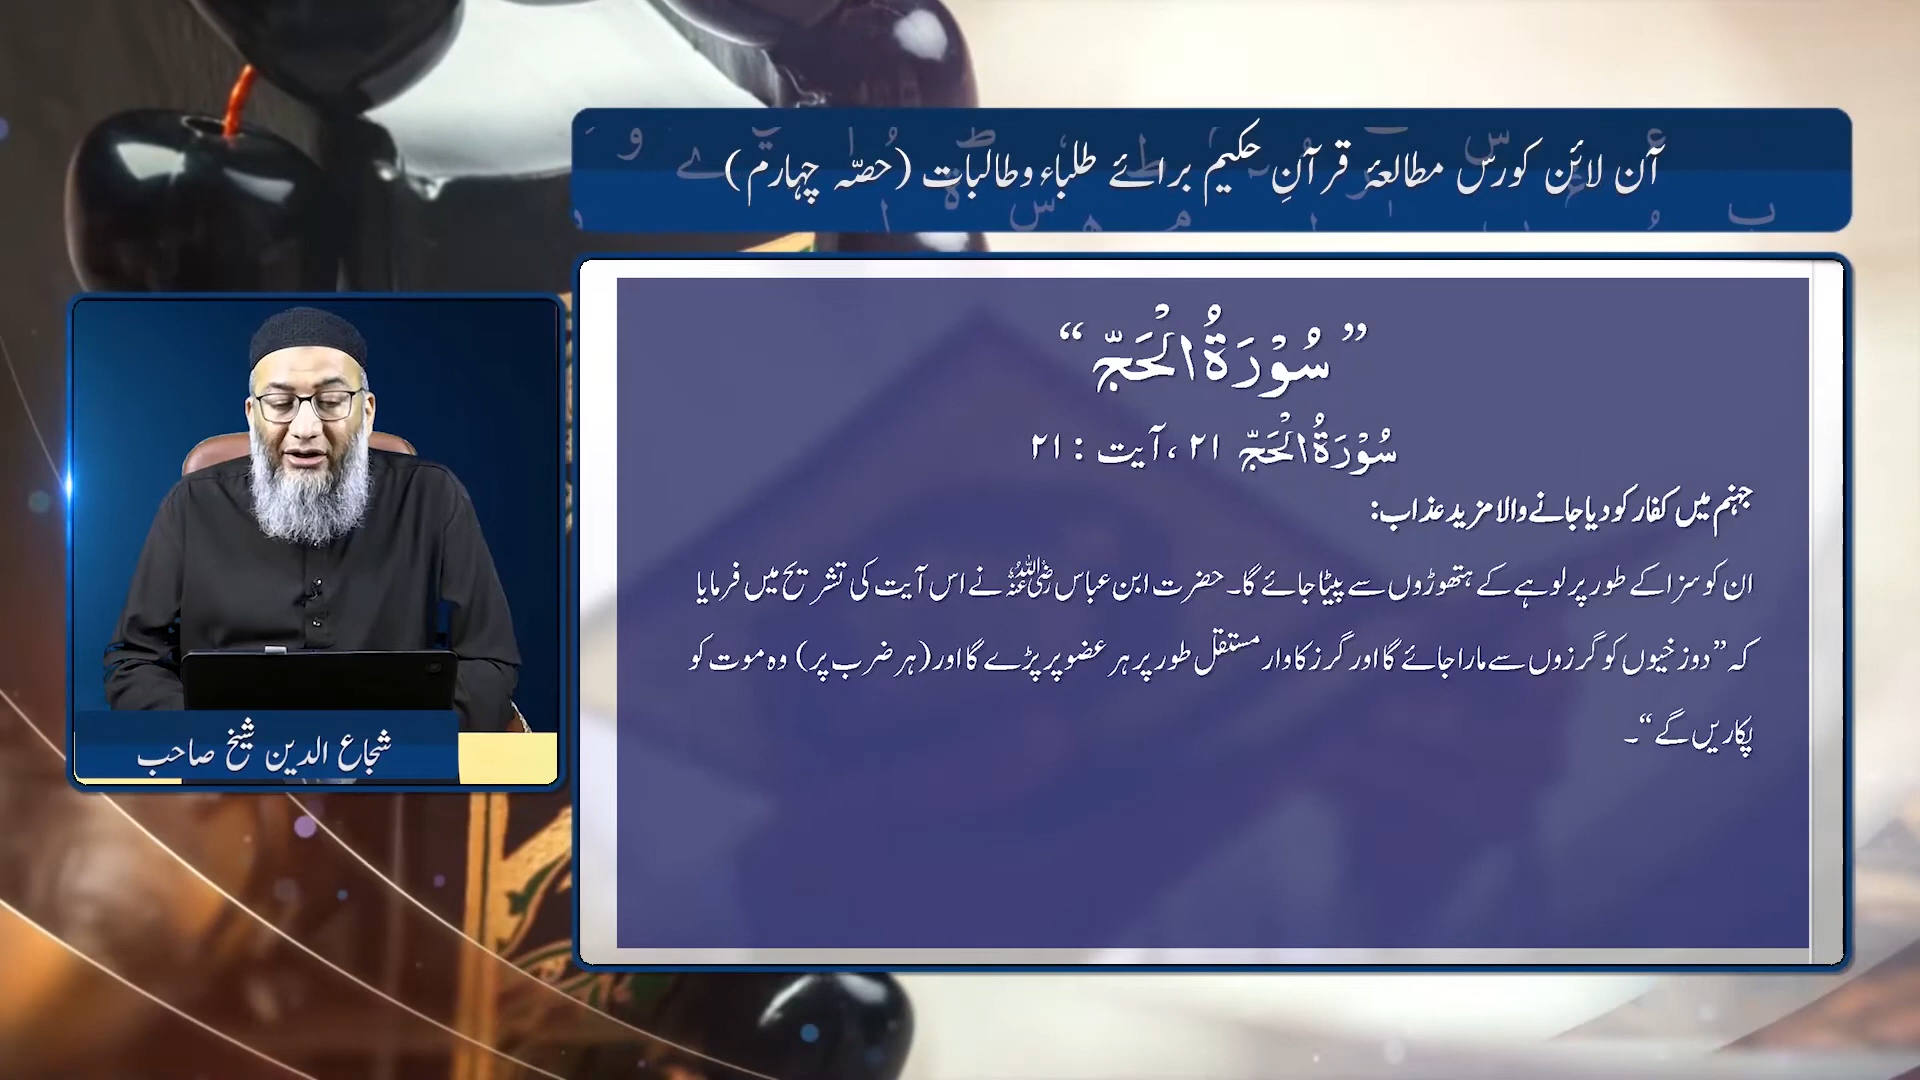 آن لائن کورس مطالعۂ قرآنِ حکیم برائے طلباء وطالبات (حصّہ چہارم)
”سُوْرَۃُ الْحَجِّ“
سُوْرَۃُ الْحَجِّ ۲۱ ،آیت : ۲۱
جہنم میں کفار کو دیا جانے والا مزید عذاب:
ان کو سزا کے طور پر لوہے کے ہتھوڑوں سے پیٹا جائے گا۔ حضرت ابن عباس رضی اللہ عنہ نے اس آیت کی تشریح میں فرمایا
کہ ”دوزخیوں کو گرزوں سے مارا جائے گا اور گرز کا وار مستقل طور پر ہر عضو پر پڑے گا اور (ہر ضرب پر) وہ موت کو
پکاریں گے“۔
شجاع الدین شیخ صاحب